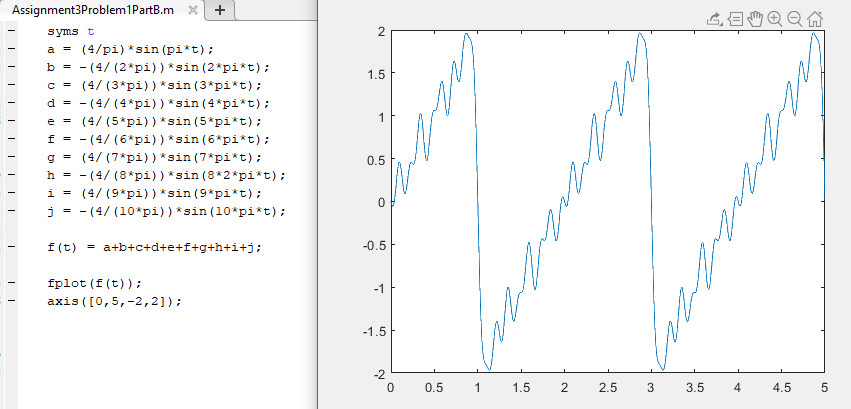 Assignment3Problem1PartB.m × +
syms t
a = (4/pi)*sin(pi*t);
b = -(4/(2*pi))*sin(2*pi*t);
c = (4/(3*pi))*sin(3*pi*t);
d = -(4/(4*pi))*sin(4*pi*t);
e = (4/(5*pi))*sin(5*pi*t);
f = -(4/(6*pi))*sin(6*pi*t);
g = (4/(7*pi))*sin(7*pi*t);
h = -(4/(8*pi))*sin(8*2*pi*t);
i = (4/(9*pi))*sin(9*pi*t);
j = -(4/(10*pi))*sin(10*pi*t);
f(t) = a+b+c+d+e+f+g+h+i+j;
fplot(f(t));
axis([0,5,-2,2]);
2
1.5
1
0.5
0
-0.5
-1
-1.5
-2
0 0.5 1 1.5 2 2.5 3 3.5 4 4.5 5